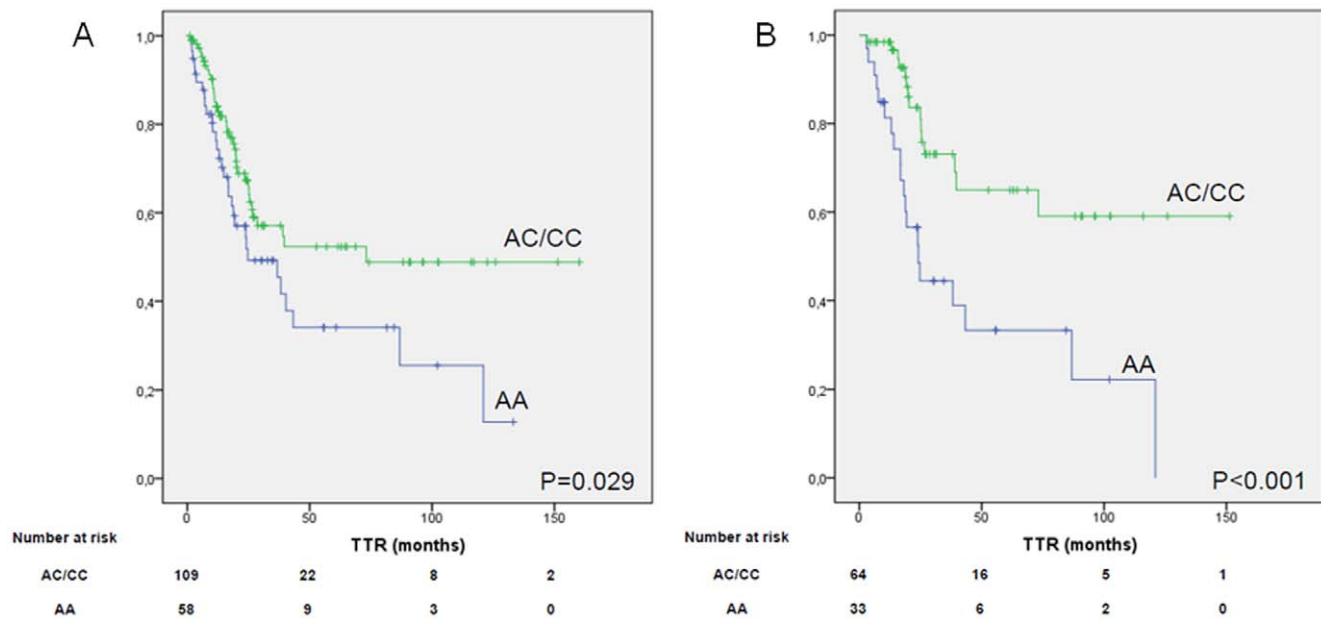 A
1,0
0,8
0,6
0,4
0,2
0,0
AC/CC
AA
P=0.029
0 50 100 150
Number at risk
TTR (months)
AC/CC 109 22 8 2
AA 58 9 3 0
B
1,0
0,8
0,6
0,4
0,2
0,0
AC/CC
AA
P<0.001
0 50 100 150
Number at risk
TTR (months)
AC/CC 64 16 5 1
AA 33 6 2 0